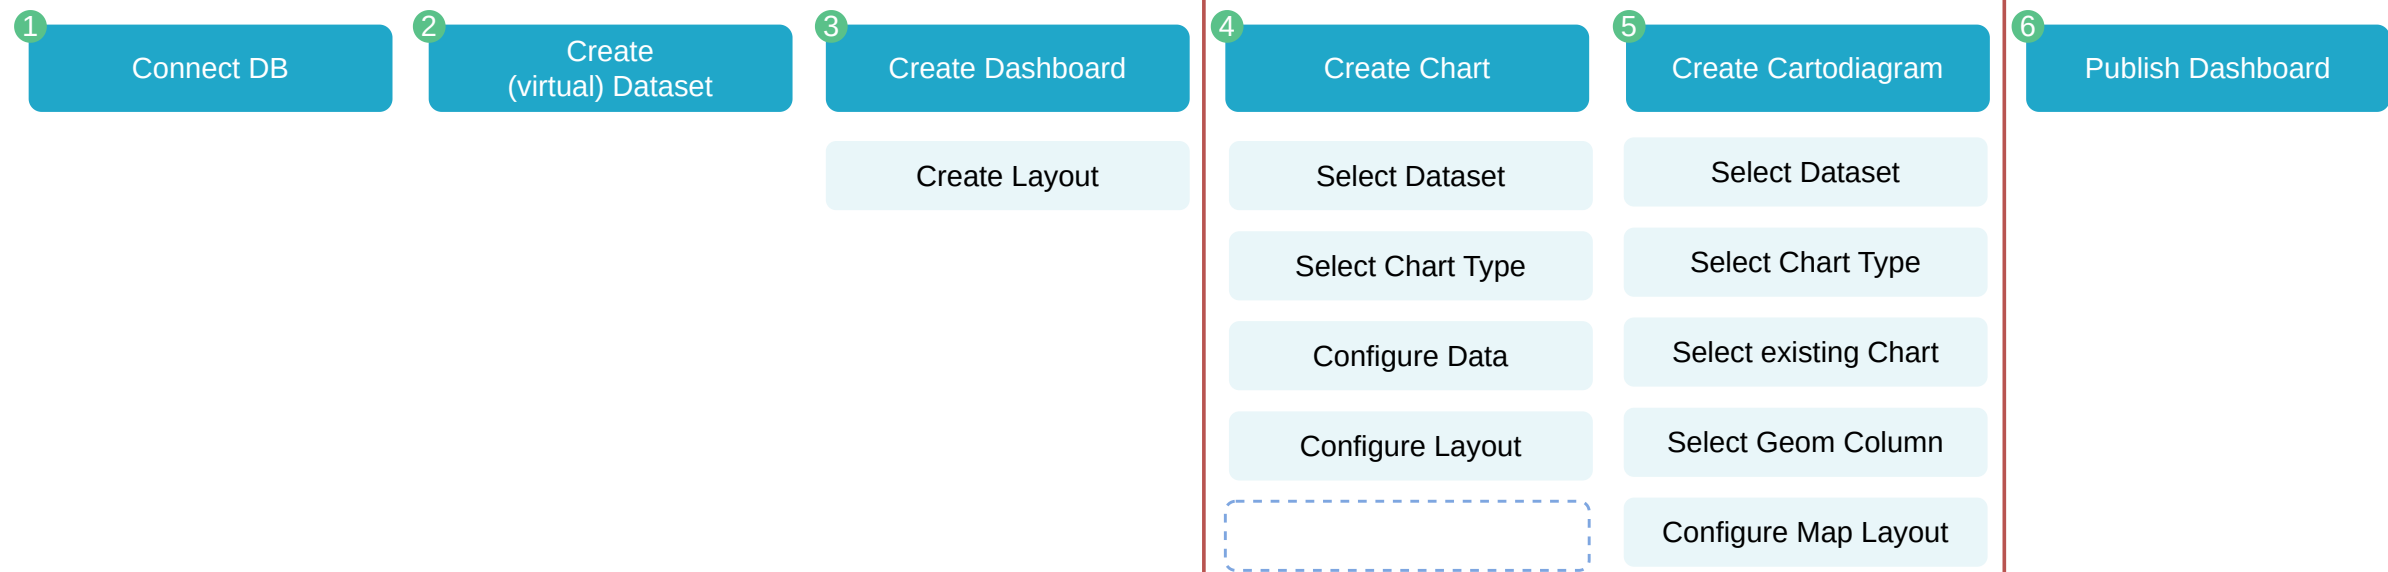 1
Connect DB
2
Create
(virtual) Dataset
3
Create Dashboard
Create Layout
4
Create Chart
Select Dataset
Select Chart Type
Configure Data
Configure Layout
5
Create Cartodiagram
Select Dataset
Select Chart Type
Select existing Chart
Select Geom Column
Configure Map Layout
6
Publish Dashboard